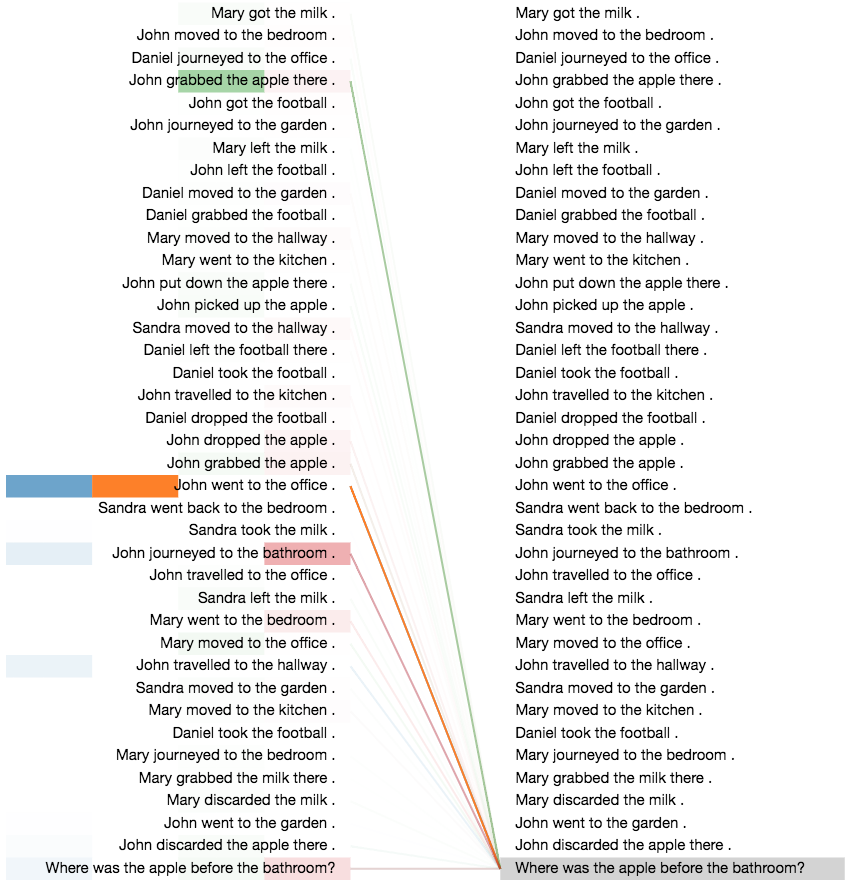 Mary got the milk .
John moved to the bedroom .
Daniel journeyed to the office .
John grabbed the apple there .
John got the football .
John journeyed to the garden .
Mary left the milk .
John left the football .
Daniel moved to the garden .
Daniel grabbed the football .
Mary moved to the hallway .
Mary went to the kitchen .
John put down the apple there .
John picked up the apple .
Sandra moved to the hallway .
Daniel left the football there .
Daniel took the football .
John travelled to the kitchen .
Daniel dropped the football .
John dropped the apple .
John grabbed the apple .
John went to the office .
Sandra went back to the bedroom .
Sandra took the milk .
John journeyed to the bathroom .
John travelled to the office .
Sandra left the milk .
Mary went to the bedroom .
Mary moved to the office .
John travelled to the hallway .
Sandra moved to the garden .
Mary moved to the kitchen .
Daniel took the football .
Mary journeyed to the bedroom .
Mary grabbed the milk there .
Mary discarded the milk .
John went to the garden .
John discarded the apple there .
Where was the apple before the bathroom?
Mary got the milk .
John moved to the bedroom .
Daniel journeyed to the office .
John grabbed the apple there .
John got the football .
John journeyed to the garden .
Mary left the milk .
John left the football .
Daniel moved to the garden .
Daniel grabbed the football .
Mary moved to the hallway .
Mary went to the kitchen .
John put down the apple there .
John picked up the apple .
Sandra moved to the hallway .
Daniel left the football there .
Daniel took the football .
John travelled to the kitchen .
Daniel dropped the football .
John dropped the apple .
John grabbed the apple .
John went to the office .
Sandra went back to the bedroom .
Sandra took the milk .
John journeyed to the bathroom .
John travelled to the office .
Sandra left the milk .
Mary went to the bedroom .
Mary moved to the office .
John travelled to the hallway .
Sandra moved to the garden .
Mary moved to the kitchen .
Daniel took the football .
Mary journeyed to the bedroom .
Mary grabbed the milk there .
Mary discarded the milk .
John went to the garden .
John discarded the apple there .
Where was the apple before the bathroom?